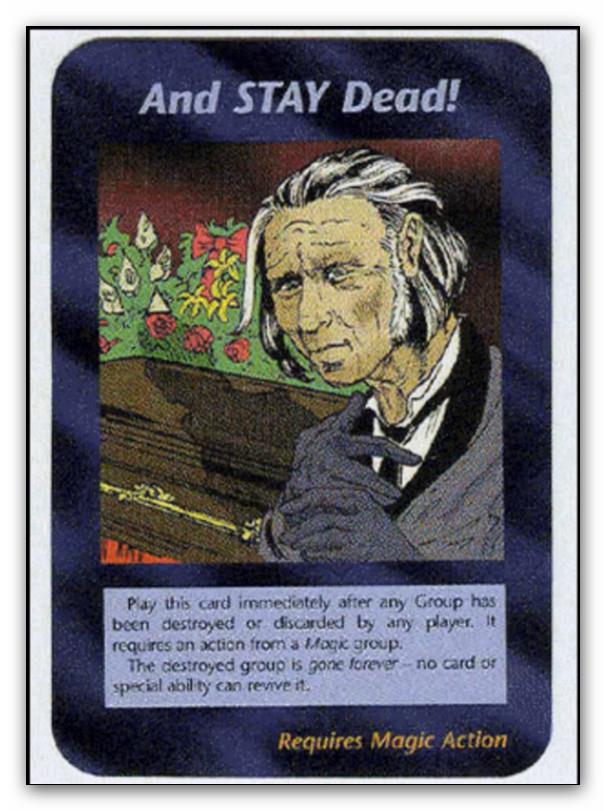 And STAY Dead!
Play this card immediately after any Group has
been destroyed or discarded by any player. It
requires an action from a Magic group.
The destroyed group is gone forever – no card or
special ability can revive it.
Requires Magic Action